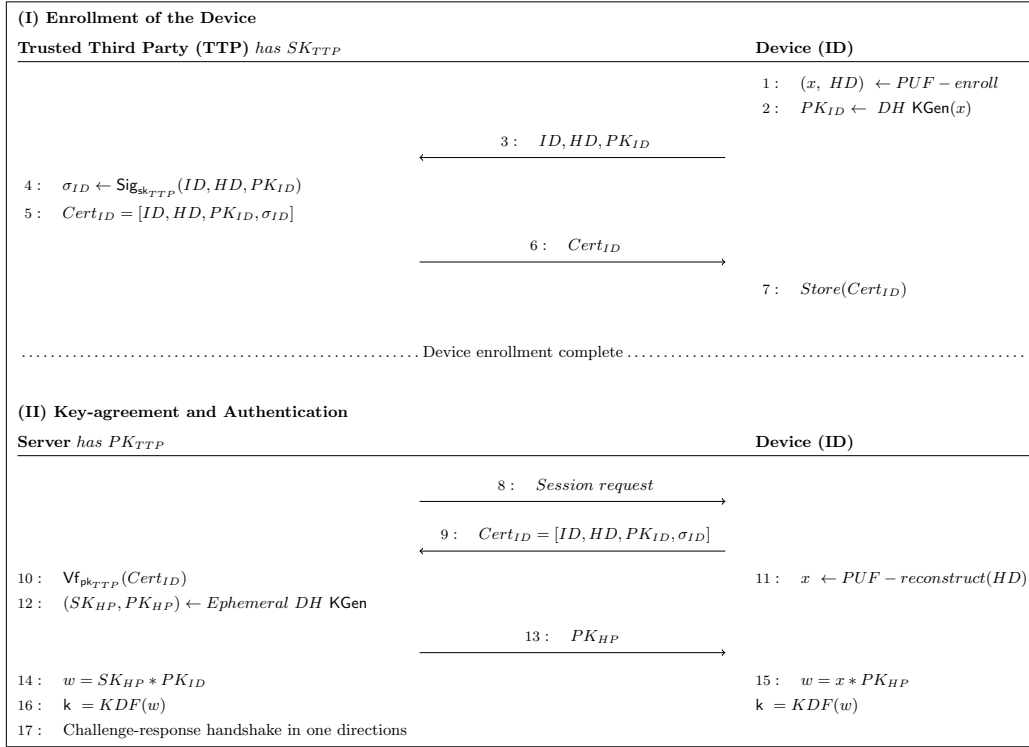 (I) Enrollment of the Device
Trusted Third Party (TTP) has SK_TTP Device (ID)
1 : (x, HD) ← PUF − enroll
2 : PK_ID ← DH KGen(x)
3 : ID, HD, PK_ID
4 : σ_ID ← Sig_sk_TTP(ID, HD, PK_ID)
5 : Cert_ID = [ID, HD, PK_ID, σ_ID]
6 : Cert_ID
7 : Store(Cert_ID)
Device enrollment complete
(II) Key-agreement and Authentication
Server has PK_TTP Device (ID)
8 : Session request
9 : Cert_ID = [ID, HD, PK_ID, σ_ID]
10 : Vf_pk_TTP(Cert_ID) 11 : x ← PUF − reconstruct(HD)
12 : (SK_HP, PK_HP) ← Ephemeral DH KGen
13 : PK_HP
14 : w = SK_HP * PK_ID 15 : w = x * PK_HP
16 : k = KDF(w) k = KDF(w)
17 : Challenge-response handshake in one directions